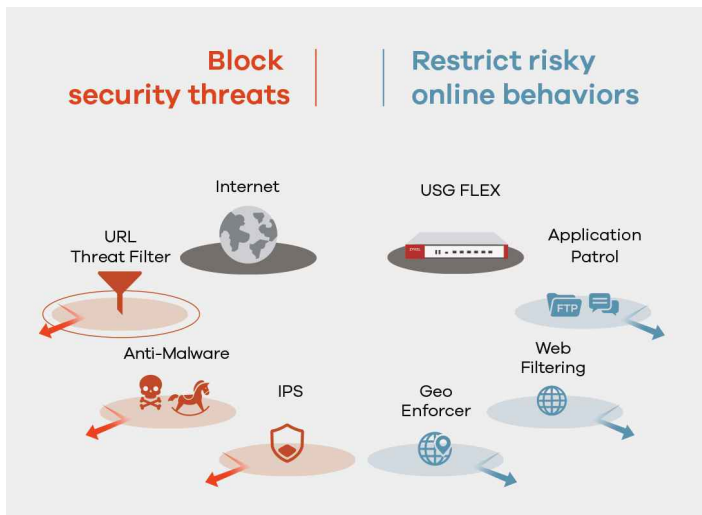 Block
security threats
Restrict risky
online behaviors
Internet
USG FLEX
URL
Threat Filter
Application
Patrol
FTP
Anti-Malware
Web
Filtering
IPS
Geo
Enforcer